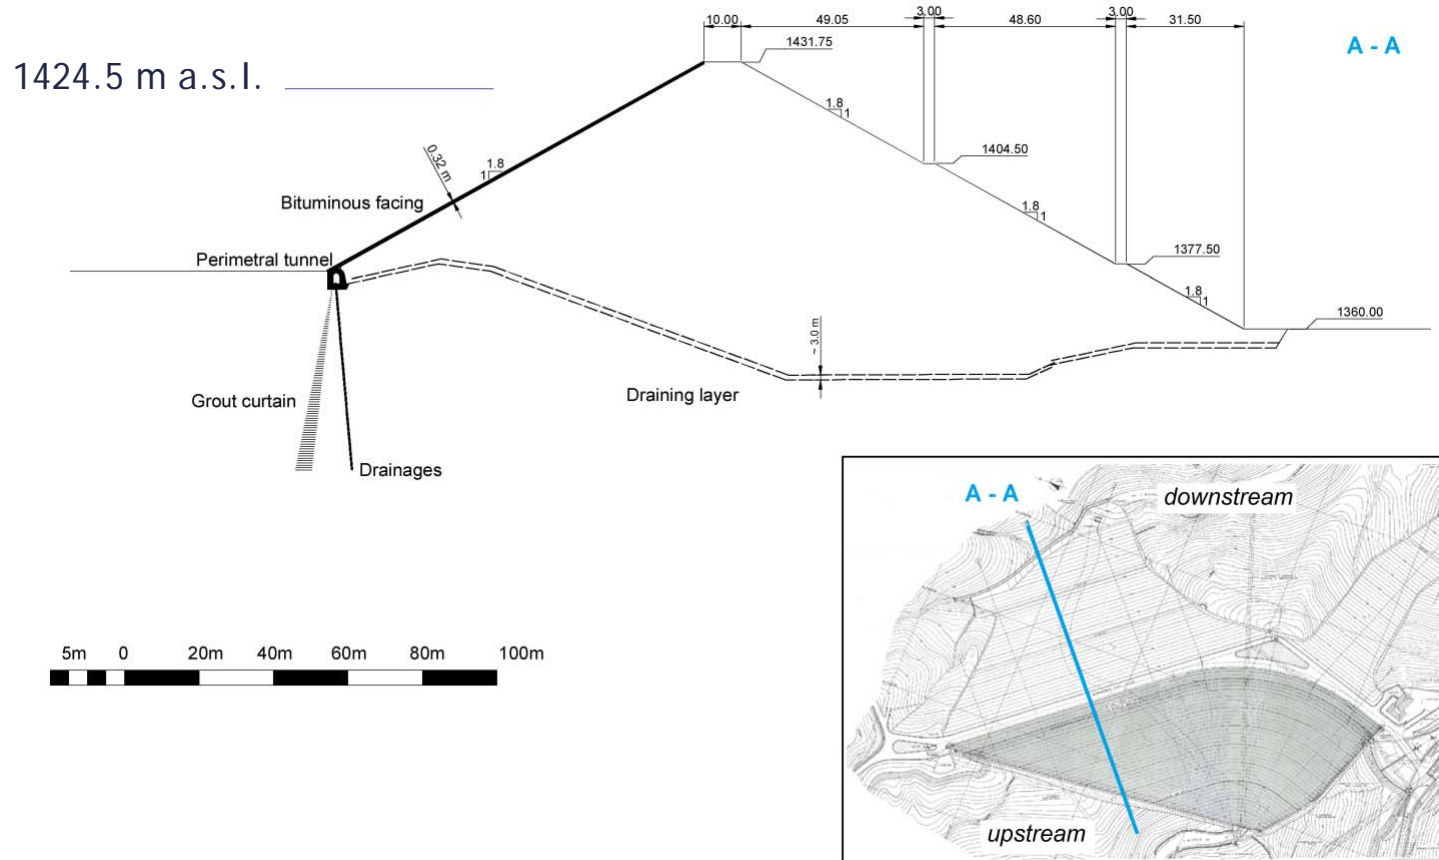 10.00
49.05
3.00
48.60
3.00
31.50
A - A
1431.75
1424.5 m a.s.l.
1.8
1
1404.50
0.32 m
1.8
1
Bituminous facing
1.8
1
1377.50
Perimetral tunnel
1.8
1
1360.00
~ 3.0 m
Grout curtain
Draining layer
Drainages
A - A
downstream
upstream
5m 0 20m 40m 60m 80m 100m